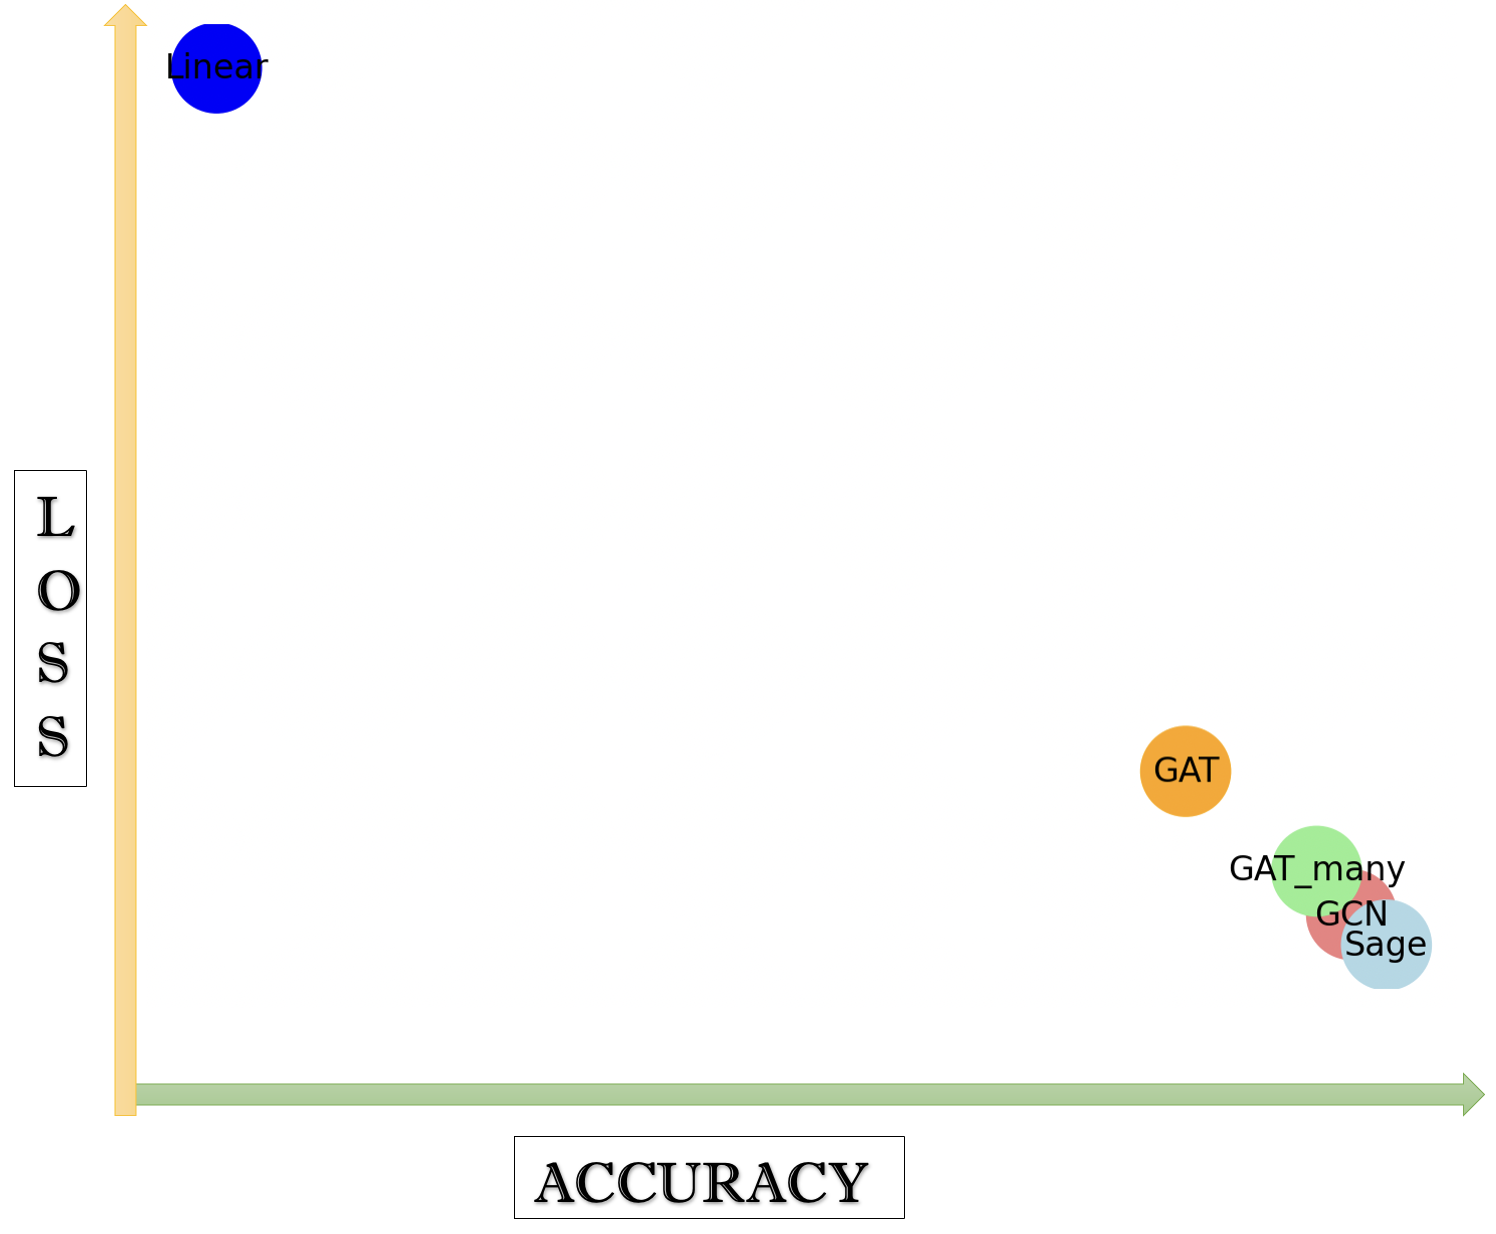 Linear
L
O
S
S
GAT
GAT_many
GCN
Sage
ACCURACY